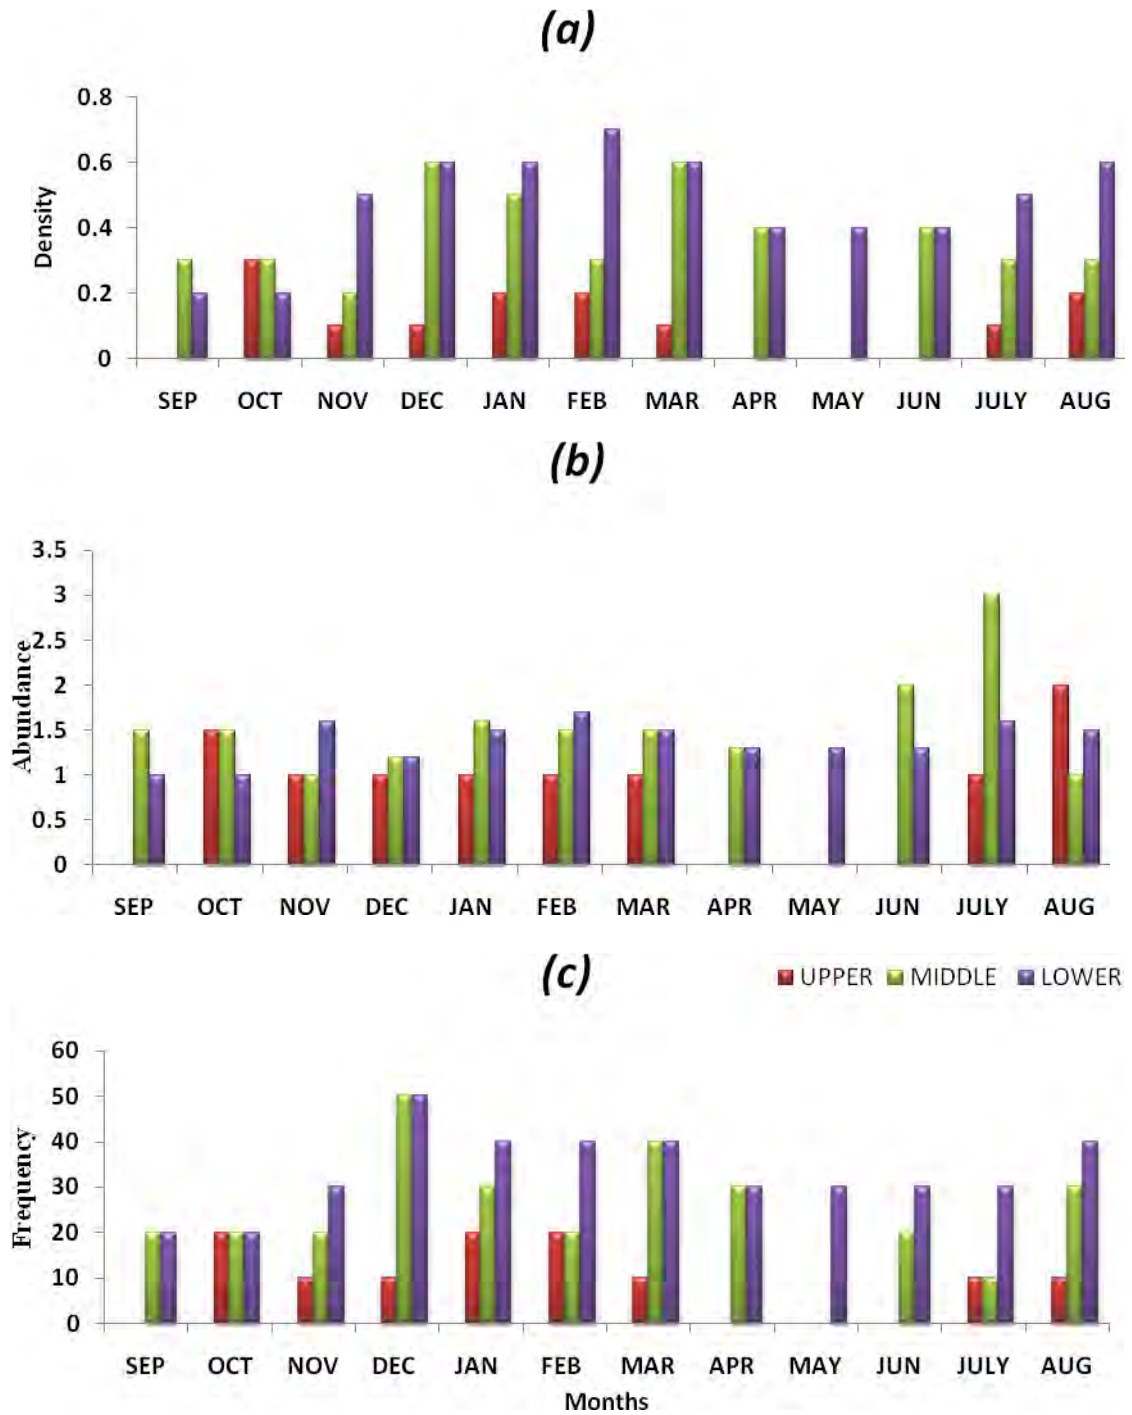 (a)
0.8
0.6
0.4
0.2
0
Density
SEP OCT NOV DEC JAN FEB MAR APR MAY JUN JULY AUG
(b)
3.5
3
2.5
2
1.5
1
0.5
0
Abundance
SEP OCT NOV DEC JAN FEB MAR APR MAY JUN JULY AUG
(c)
UPPER MIDDLE LOWER
60
50
40
30
20
10
0
Frequency
SEP OCT NOV DEC JAN FEB MAR APR MAY JUN JULY AUG
Months